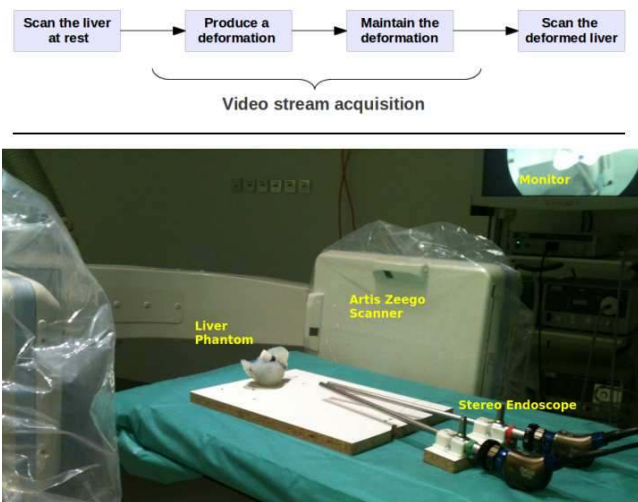 Scan the liver
at rest
Produce a
deformation
Maintain the
deformation
Scan the
deformed liver
Video stream acquisition
Monitor
Artis Zeego
Scanner
Liver
Phantom
Stereo Endoscope